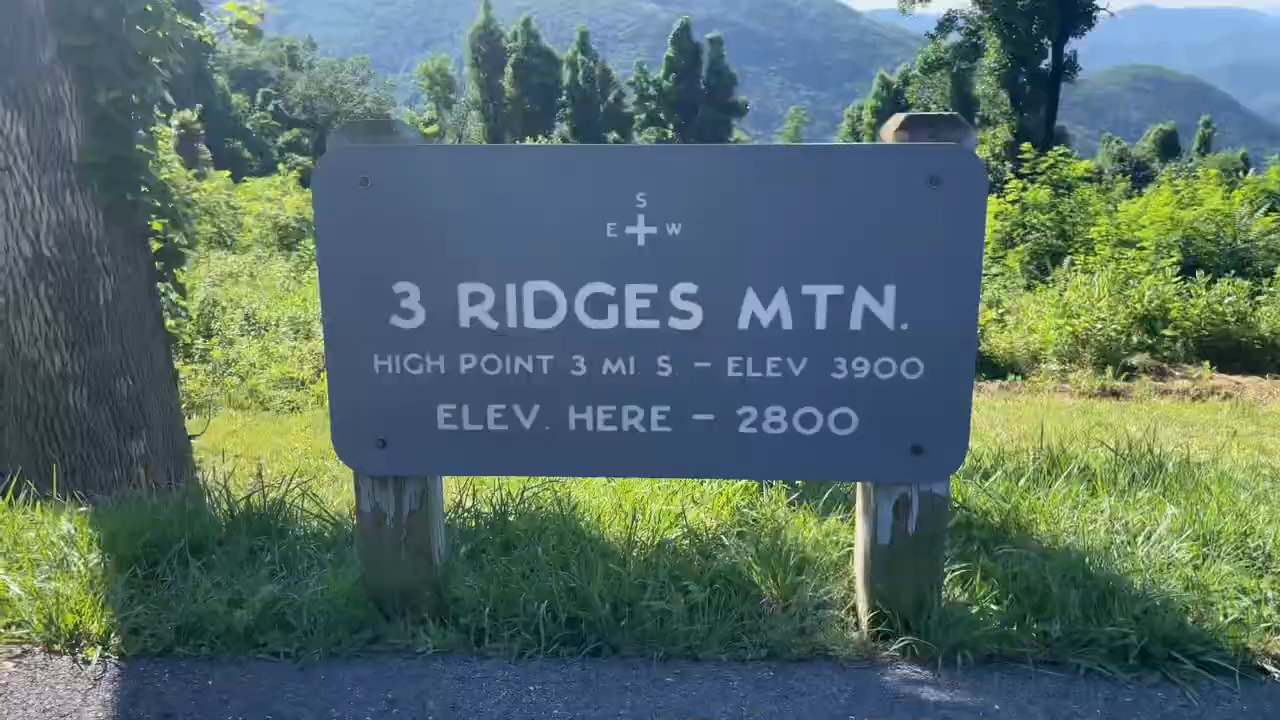 S
E W
3 RIDGES MTN.
HIGH POINT 3 MI. S. - ELEV 3900
ELEV. HERE - 2800